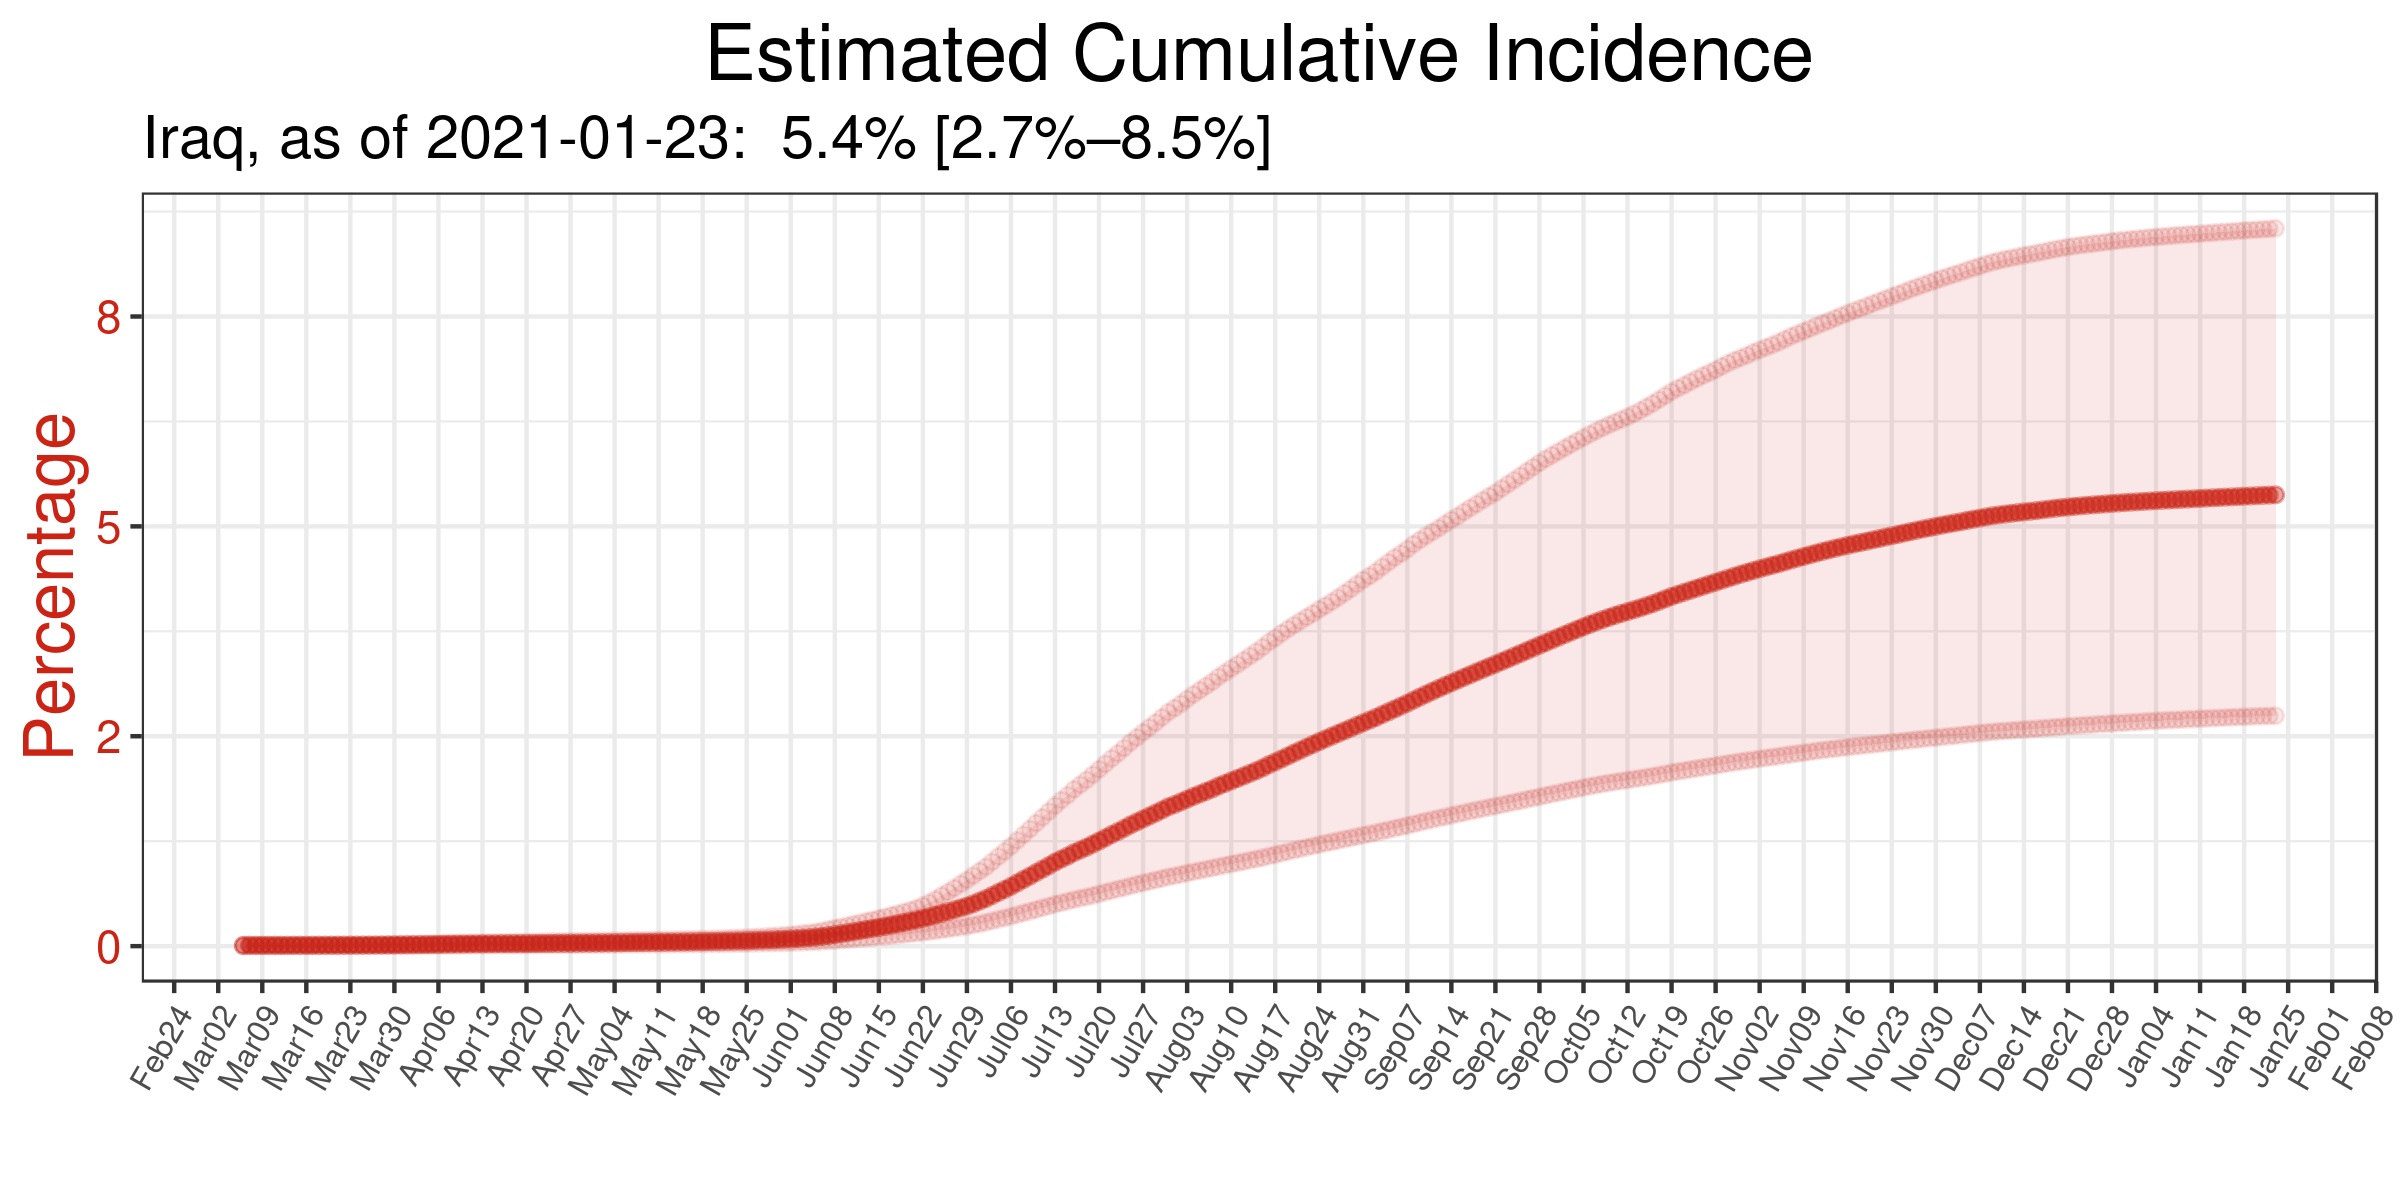 Estimated Cumulative Incidence
Iraq, as of 2021-01-23:  5.4% [2.7%–8.5%]
Percentage
8
5
2
0
Feb24 Mar02 Mar09 Mar16 Mar23 Mar30 Apr06 Apr13 Apr20 Apr27 May04 May11 May18 May25 Jun01 Jun08 Jun15 Jun22 Jun29 Jul06 Jul13 Jul20 Jul27 Aug03 Aug10 Aug17 Aug24 Aug31 Sep07 Sep14 Sep21 Sep28 Oct05 Oct12 Oct19 Oct26 Nov02 Nov09 Nov16 Nov23 Nov30 Dec07 Dec14 Dec21 Dec28 Jan04 Jan11 Jan18 Jan25 Feb01 Feb08